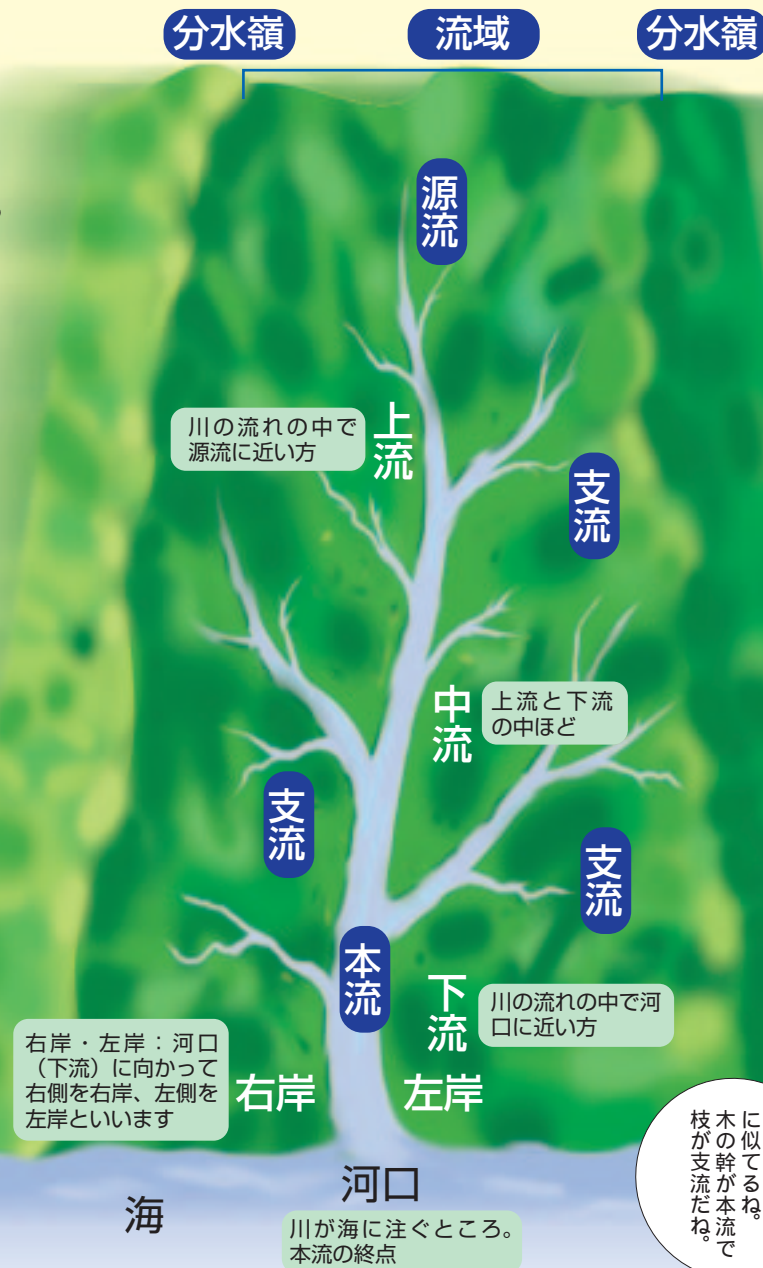 分水嶺
流域
分水嶺
源流
上流
川の流れの中で
源流に近い方
支流
中流
上流と下流
の中ほど
支流
支流
本流
下流
川の流れの中で河
口に近い方
右岸・左岸:河口
(下流)に向かって
右側を右岸、左側を
左岸といいます
右岸
左岸
に似てるね。
木の幹が本流で
枝が支流だね。
海
河口
川が海に注ぐところ。
本流の終点